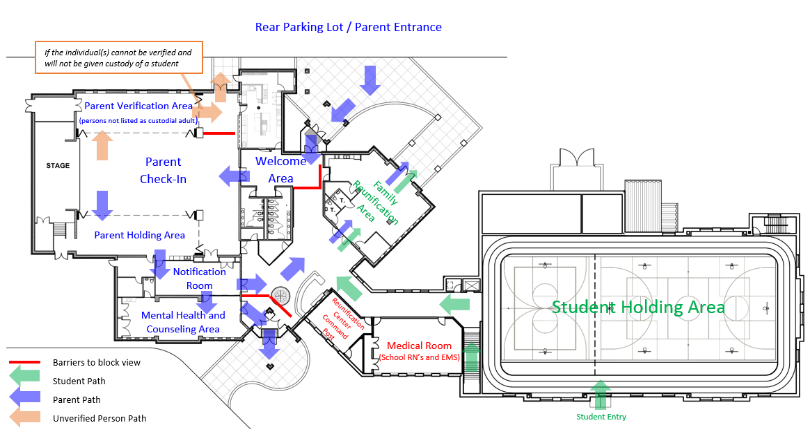 Rear Parking Lot / Parent Entrance
If the individual(s) cannot be verified and
will not be given custody of a student
Parent Verification Area
(persons not listed as custodial adult)
STAGE
Parent
Check-In
Welcome
Area
Family
Reunification
Area
T.
T.
Parent Holding Area
Notification
Room
Mental Health and
Counseling Area
Reunification
Center
Command
Post
Medical Room
(School RN's and EMS)
Student Holding Area
Student Entry
Barriers to block view
Student Path
Parent Path
Unverified Person Path